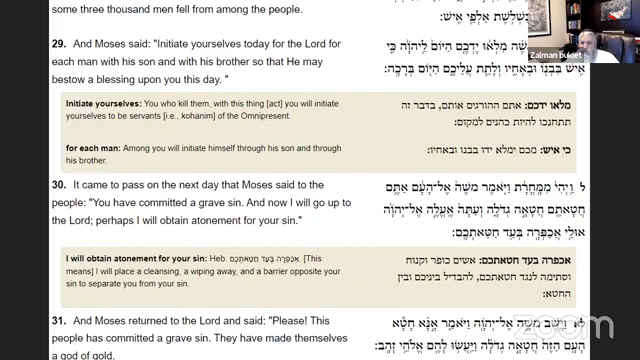 some three thousand men fell from among the people.
כִּשְׁלֹשֶׁת אַלְפֵי אִישׁ:
29. And Moses said: "Initiate yourselves today for the Lord for
each man with his son and with his brother so that He may
bestow a blessing upon you this day. "
מֹשֶׁה מִלְאוּ יֶדְכֶם הַיּוֹם לַיהֹוָה כִּי
אִישׁ בִּבְנוֹ וּבְאָחִיו וְלָתֵת עֲלֵיכֶם הַיּוֹם בְּרָכָה:
Initiate yourselves: You who kill them, with this thing [act] you will initiate
yourselves to be servants [i.e., kohanim] of the Omnipresent.
מלאו ידכם: אתם ההורגים אותם, בדבר זה
תתחנכו להיות כהנים למקום:
for each man: Among you will initiate himself through his son and through
his brother.
כי איש: מכם ימלא ידו בבנו ובאחיו:
30. It came to pass on the next day that Moses said to the
people: "You have committed a grave sin. And now I will go up to
the Lord; perhaps I will obtain atonement for your sin."
ל וַיְהִי מִמָּחֳרָת וַיֹּאמֶר מֹשֶׁה אֶל־הָעָם אַתֶּם
חֲטָאתֶם חֲטָאָה גְדֹלָה וְעַתָּה אֶעֱלֶה אֶל־יְהֹוָה
אוּלַי אֲכַפְּרָה בְּעַד חַטַּאתְכֶם:
I will obtain atonement for your sin: Heb. אֲכַפְּרָה בְּעַד חַטַּאתְכֶם. [This
means] I will place a cleansing, a wiping away, and a barrier opposite your
sin to separate you from your sin.
אכפרה בעד חטאתכם: אשים כופר וקנוח
וסתימה לנגד חטאתכם, להבדיל ביניכם ובין
החטא:
31. And Moses returned to the Lord and said: "Please! This
people has committed a grave sin. They have made themselves
a god of gold.
לא וַיָּשָׁב מֹשֶׁה אֶל־יְהֹוָה וַיֹּאמַר אָנָּא חָטָא
הָעָם הַזֶּה חֲטָאָה גְדֹלָה וַיַּעֲשׂוּ לָהֶם אֱלֹהֵי זָהָב:
zoom